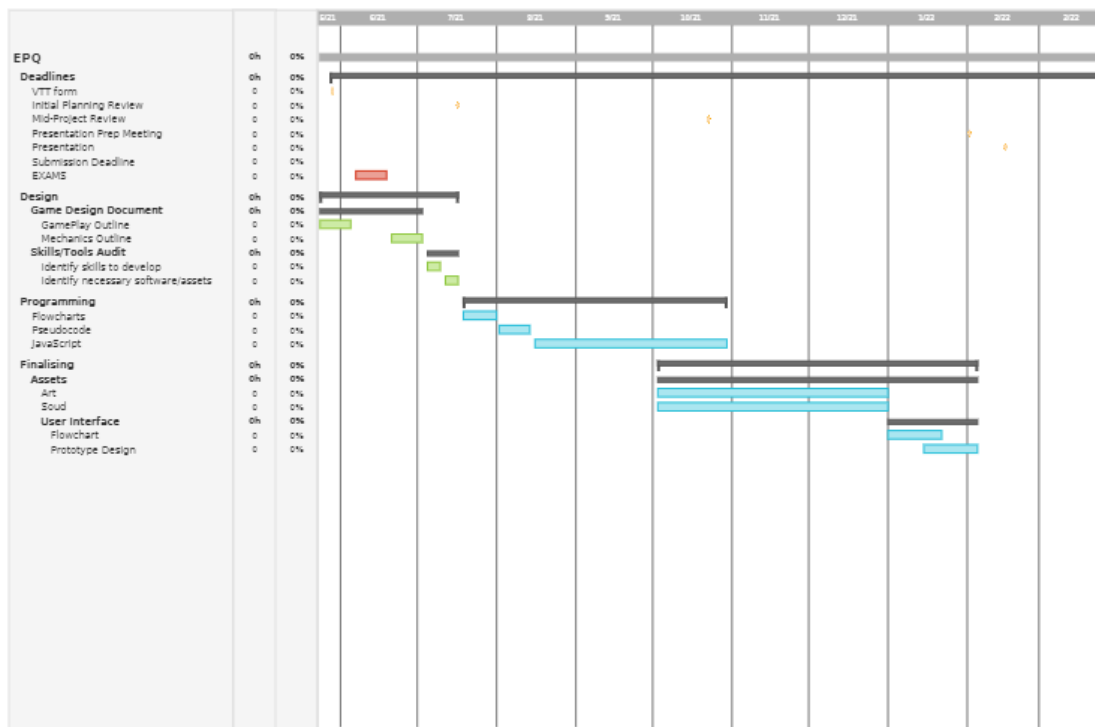 5/21 6/21 7/21 8/21 9/21 10/21 11/21 12/21 1/22 2/22 3/22
EPQ 0h 0%
Deadlines 0h 0%
VTT form 0 0%
Initial Planning Review 0 0%
Mid-Project Review 0 0%
Presentation Prep Meeting 0 0%
Presentation 0 0%
Submission Deadline 0 0%
EXAMS 0 0%
Design 0h 0%
Game Design Document 0h 0%
GamePlay Outline 0 0%
Mechanics Outline 0 0%
Skills/Tools Audit 0h 0%
Identify skills to develop 0 0%
Identify necessary software/assets 0 0%
Programming 0h 0%
Flowcharts 0 0%
Pseudocode 0 0%
JavaScript 0 0%
Finalising 0h 0%
Assets 0h 0%
Art 0 0%
Soud 0 0%
User Interface 0h 0%
Flowchart 0 0%
Prototype Design 0 0%